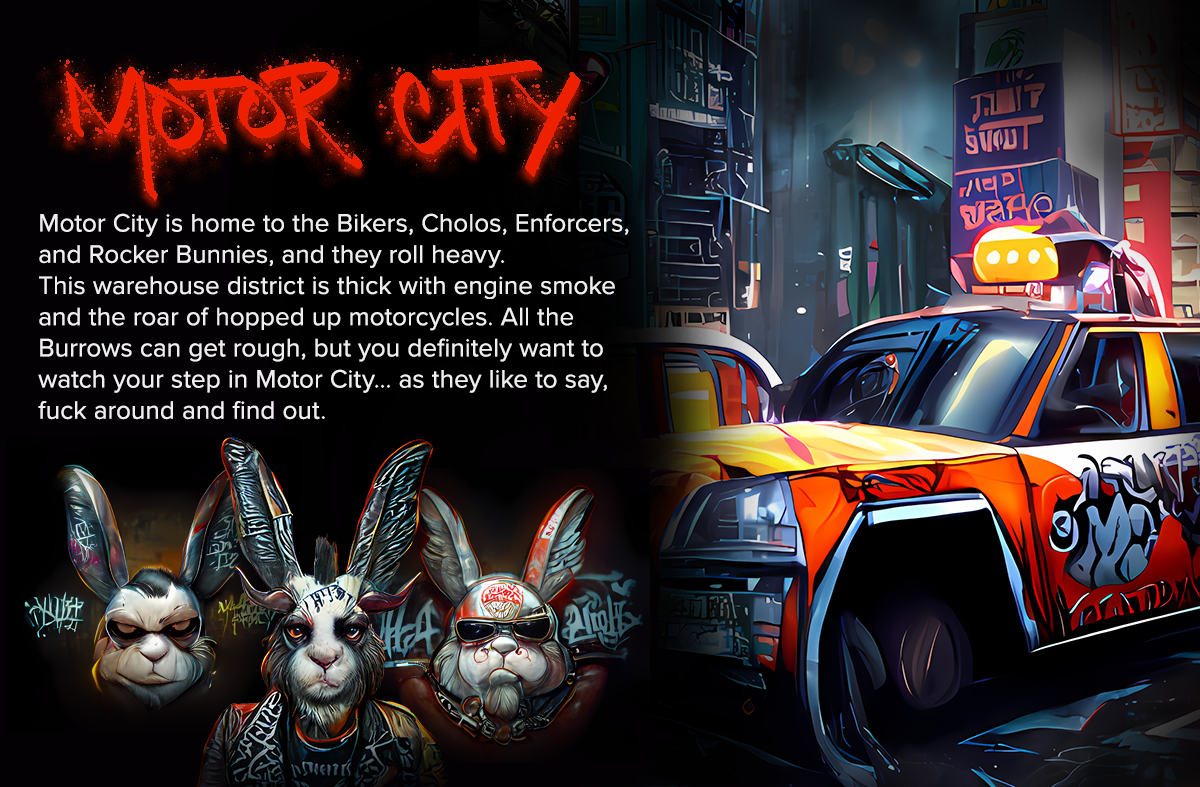 MOTOR CITY
Motor City is home to the Bikers, Cholos, Enforcers,
and Rocker Bunnies, and they roll heavy.
This warehouse district is thick with engine smoke
and the roar of hopped up motorcycles. All the
Burrows can get rough, but you definitely want to
watch your step in Motor City... as they like to say,
fuck around and find out.